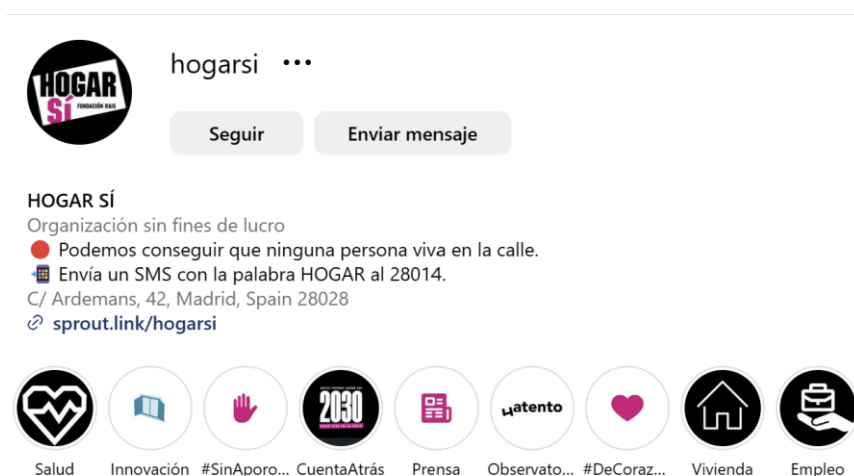 hogarsi
HOGAR
SÍ FUNDACIÓN RAIS
Seguir
Enviar mensaje
HOGAR SÍ
Organización sin fines de lucro
Podemos conseguir que ninguna persona viva en la calle.
Envía un SMS con la palabra HOGAR al 28014.
C/ Ardemans, 42, Madrid, Spain 28028
sprout.link/hogarsi
2030
atento
Salud
Innovación
#SinAporo...
CuentaAtrás
Prensa
Observato...
#DeCoraz...
Vivienda
Empleo